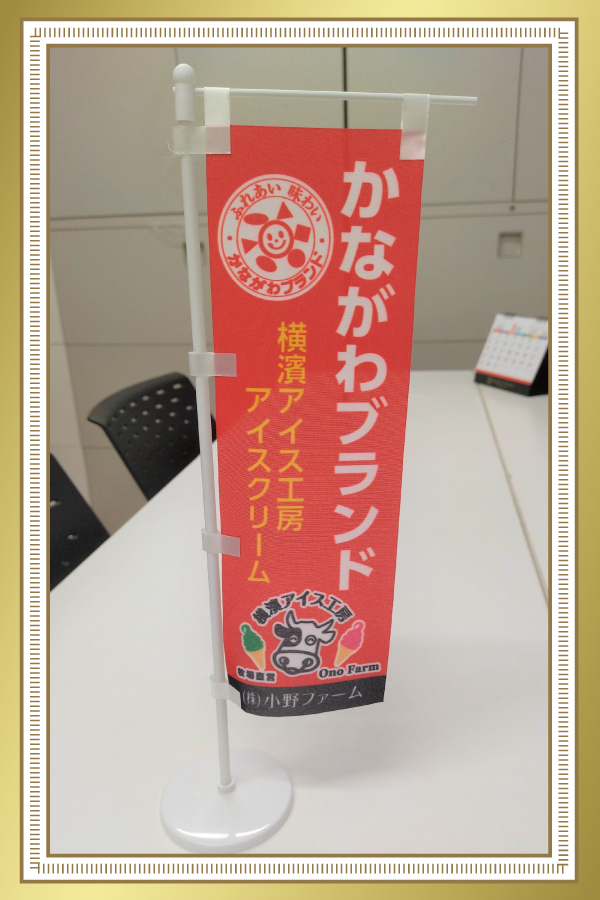 かながわブランド
ふれあい 味わい
かながわブランド
横濱アイス工房
アイスクリーム
横濱アイス工房
牧場直営
Ono Farm
(株)小野ファーム